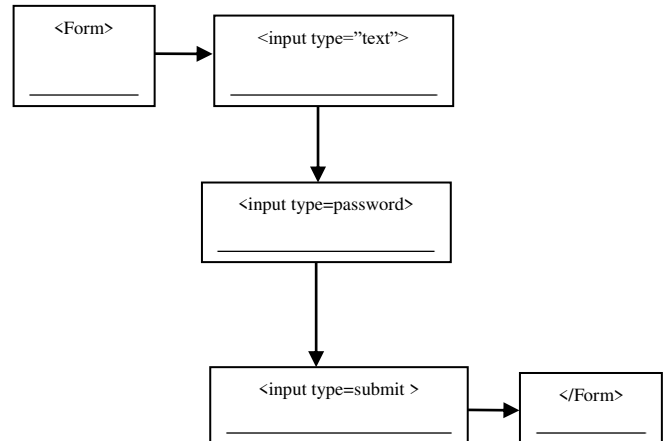 <Form>
<input type=”text”>
<input type=password>
<input type=submit >
</Form>